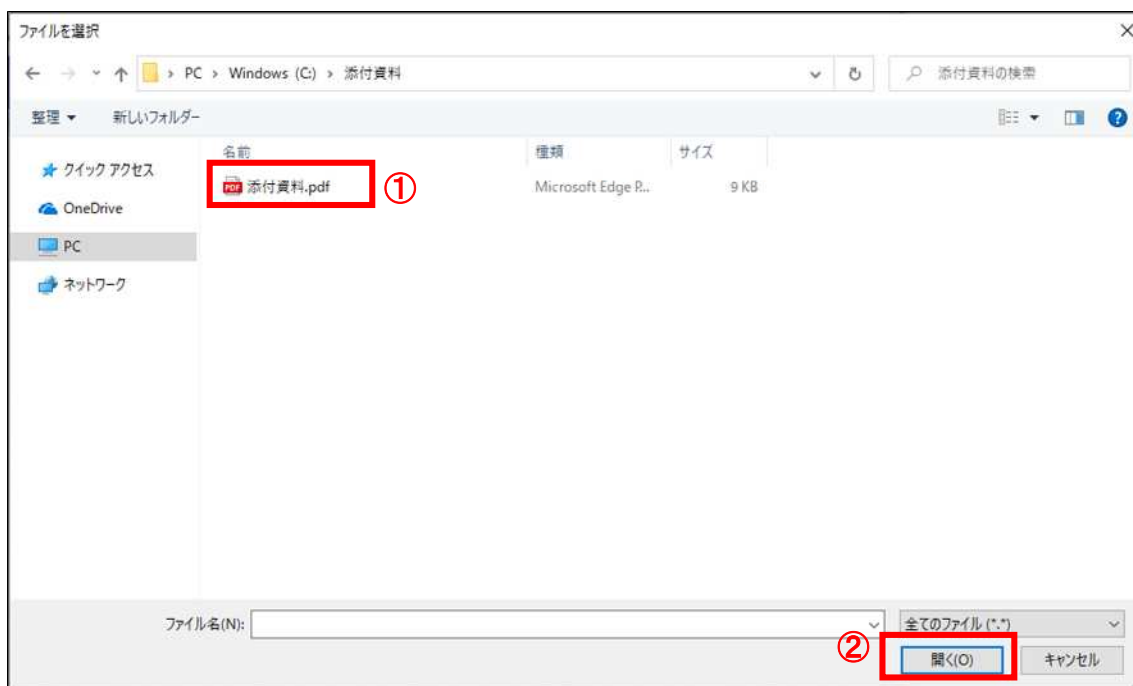 ファイルを選択
PC › Windows (C:) › 添付資料
添付資料の検索
整理 新しいフォルダー
名前 種類 サイズ
クイック アクセス
添付資料.pdf ① Microsoft Edge P... 9 KB
OneDrive
PC
ネットワーク
ファイル名(N): 全てのファイル (*.*)
② 開く(O) キャンセル